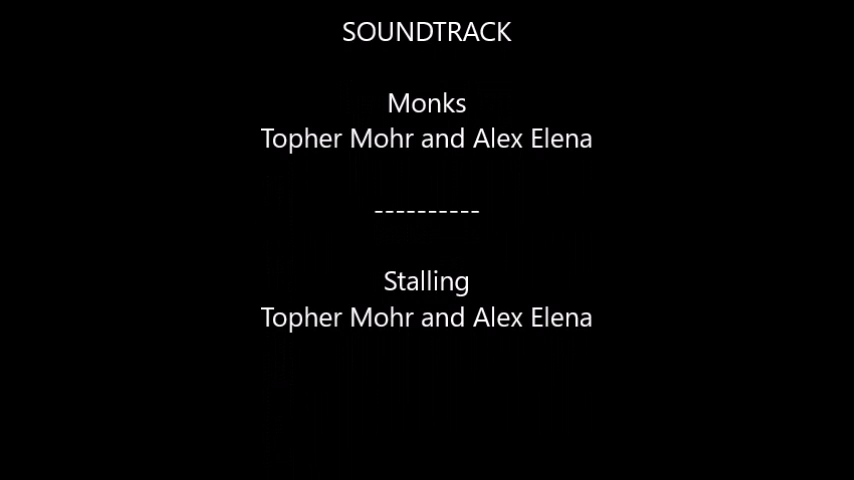 SOUNDTRACK
Monks
Topher Mohr and Alex Elena
----------
Stalling
Topher Mohr and Alex Elena